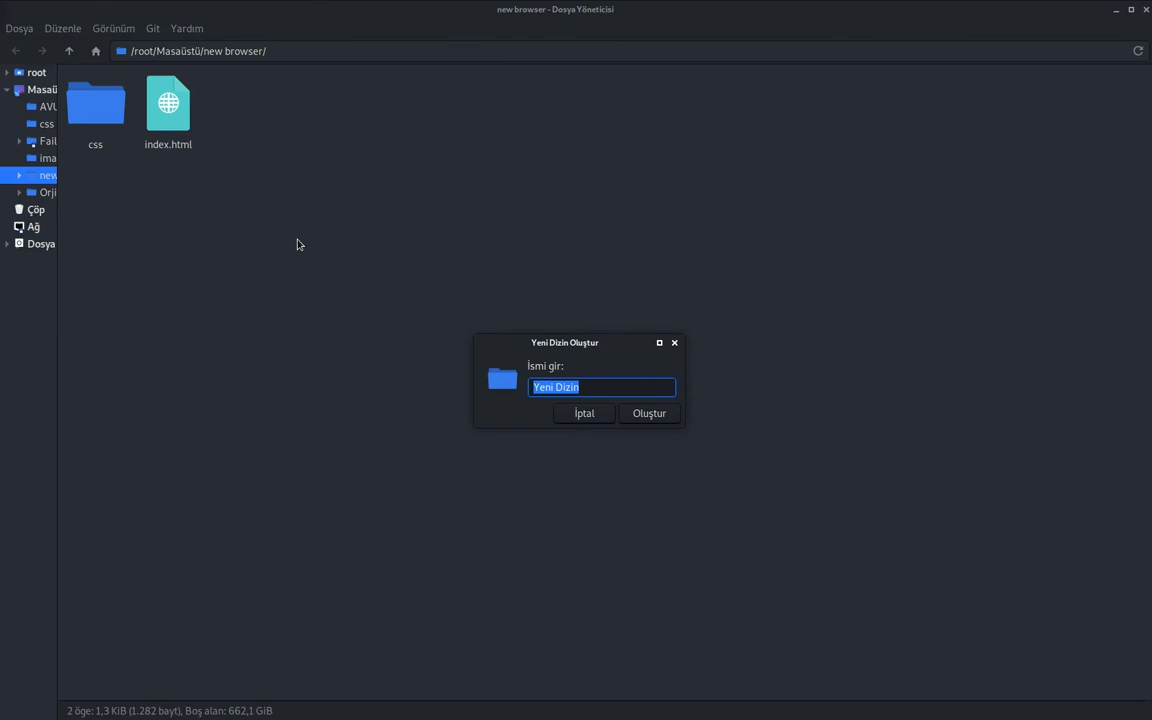 new browser - Dosya Yöneticisi
Dosya Düzenle Görünüm Git Yardım
/root/Masaüstü/new browser/
root
Masaü
AVU
css
Fail
ima
new
Orji
Çöp
Ağ
Dosya
css
index.html
Yeni Dizin Oluştur
İsmi gir:
Yeni Dizin
İptal Oluştur
2 öge: 1,3 KiB (1.282 bayt), Boş alan: 662,1 GiB